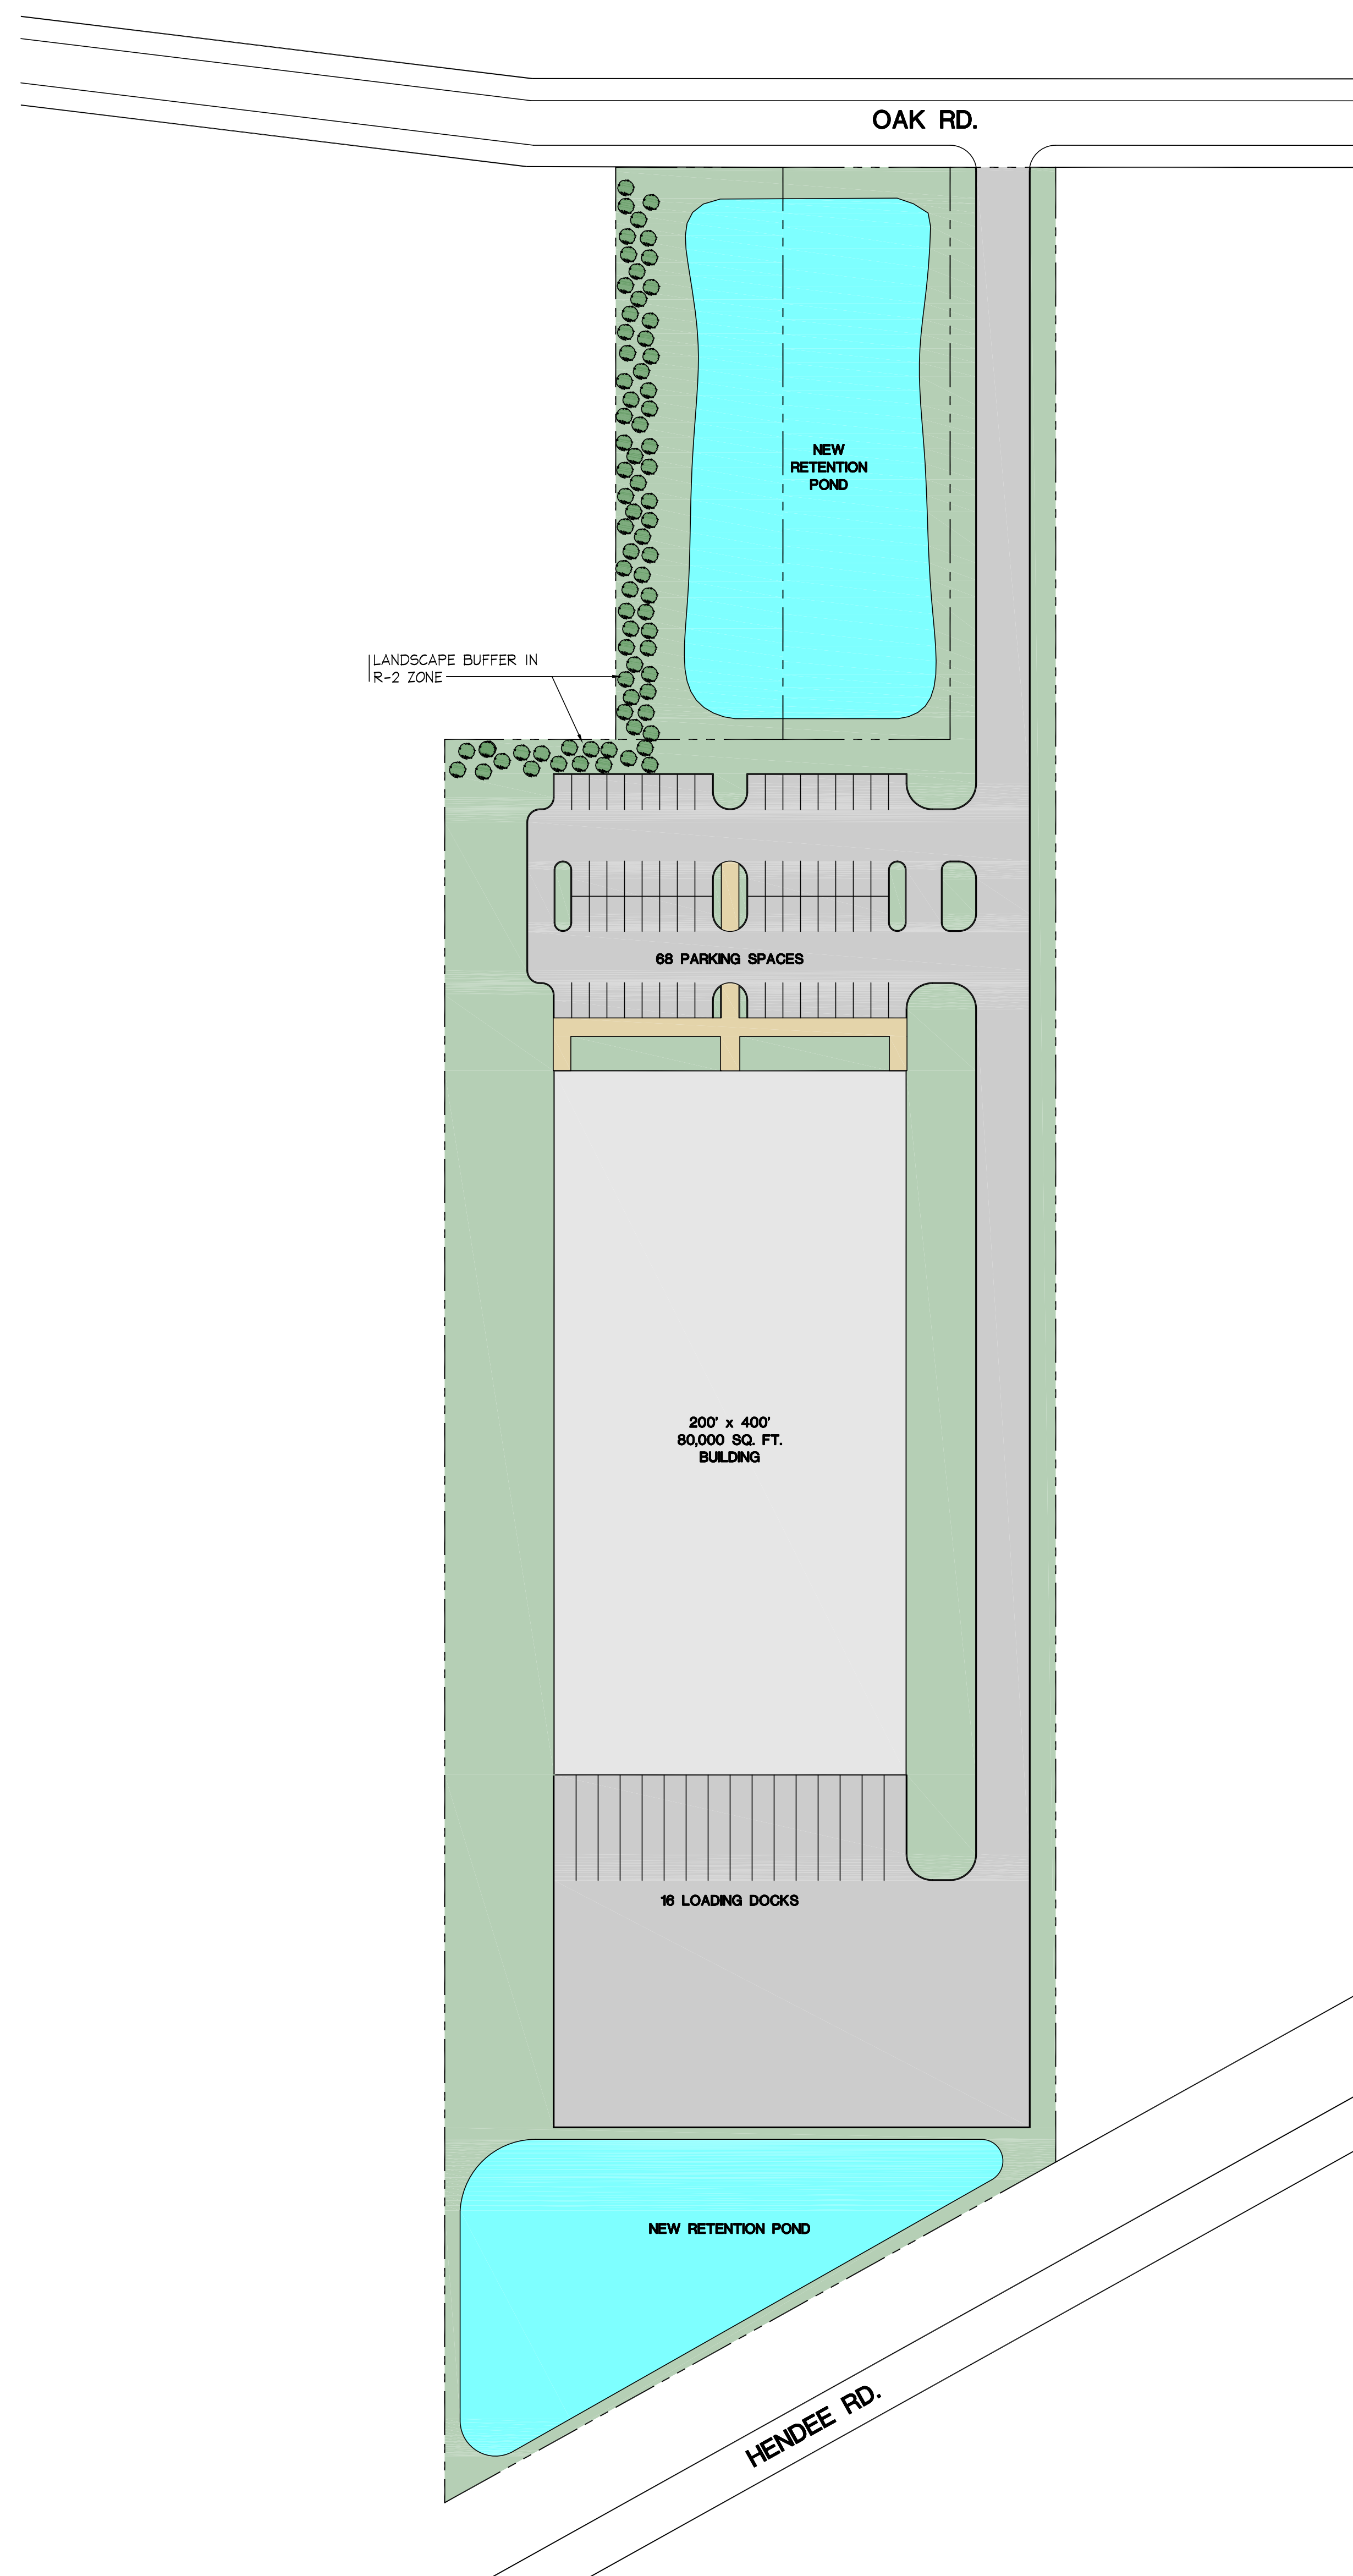 OAK RD.
NEW
RETENTION
POND
LANDSCAPE BUFFER IN
R-2 ZONE
68 PARKING SPACES
200' x 400'
80,000 SQ. FT.
BUILDING
16 LOADING DOCKS
NEW RETENTION POND
HENDEE RD.